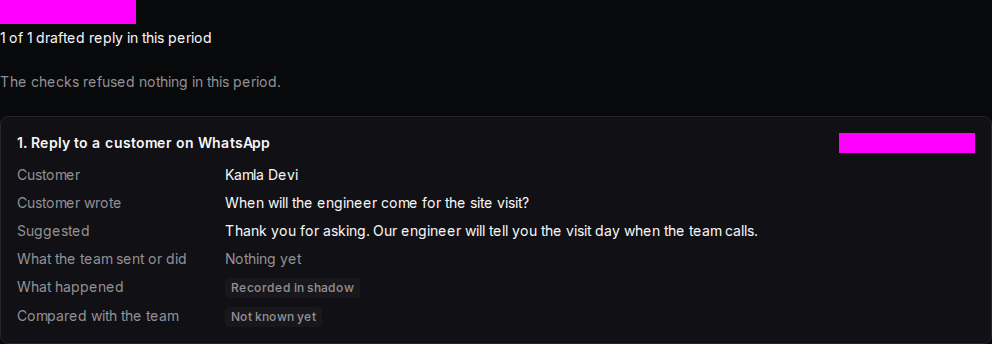 1 of 1 drafted reply in this period
The checks refused nothing in this period.
1. Reply to a customer on WhatsApp
Customer Kamla Devi
Customer wrote When will the engineer come for the site visit?
Suggested Thank you for asking. Our engineer will tell you the visit day when the team calls.
What the team sent or did Nothing yet
What happened Recorded in shadow
Compared with the team Not known yet